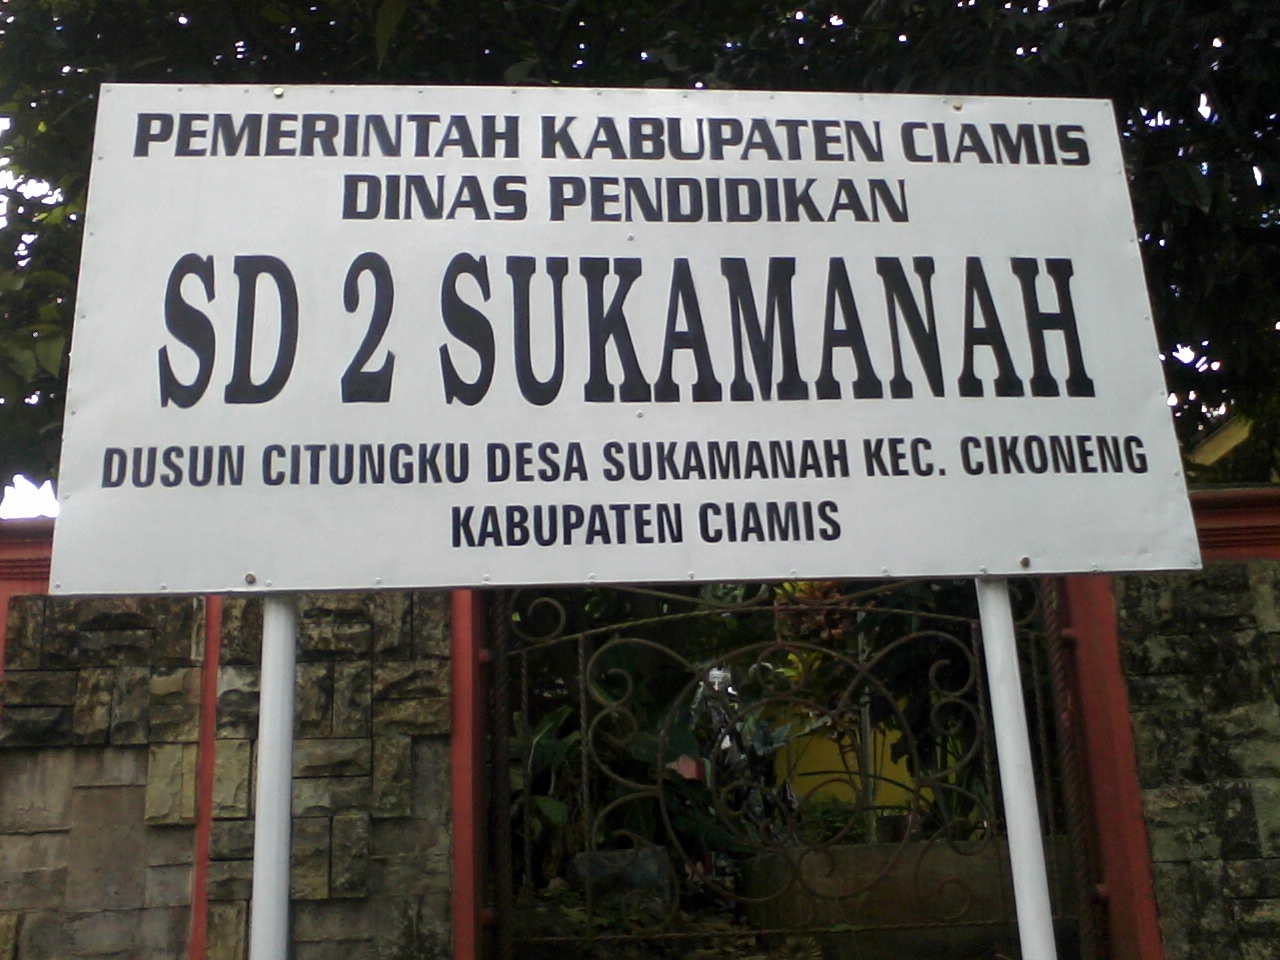 PEMERINTAH KABUPATEN CIAMIS
DINAS PENDIDIKAN
SD 2 SUKAMANAH
DUSUN CITUNGKU DESA SUKAMANAH KEC. CIKONENG
KABUPATEN CIAMIS